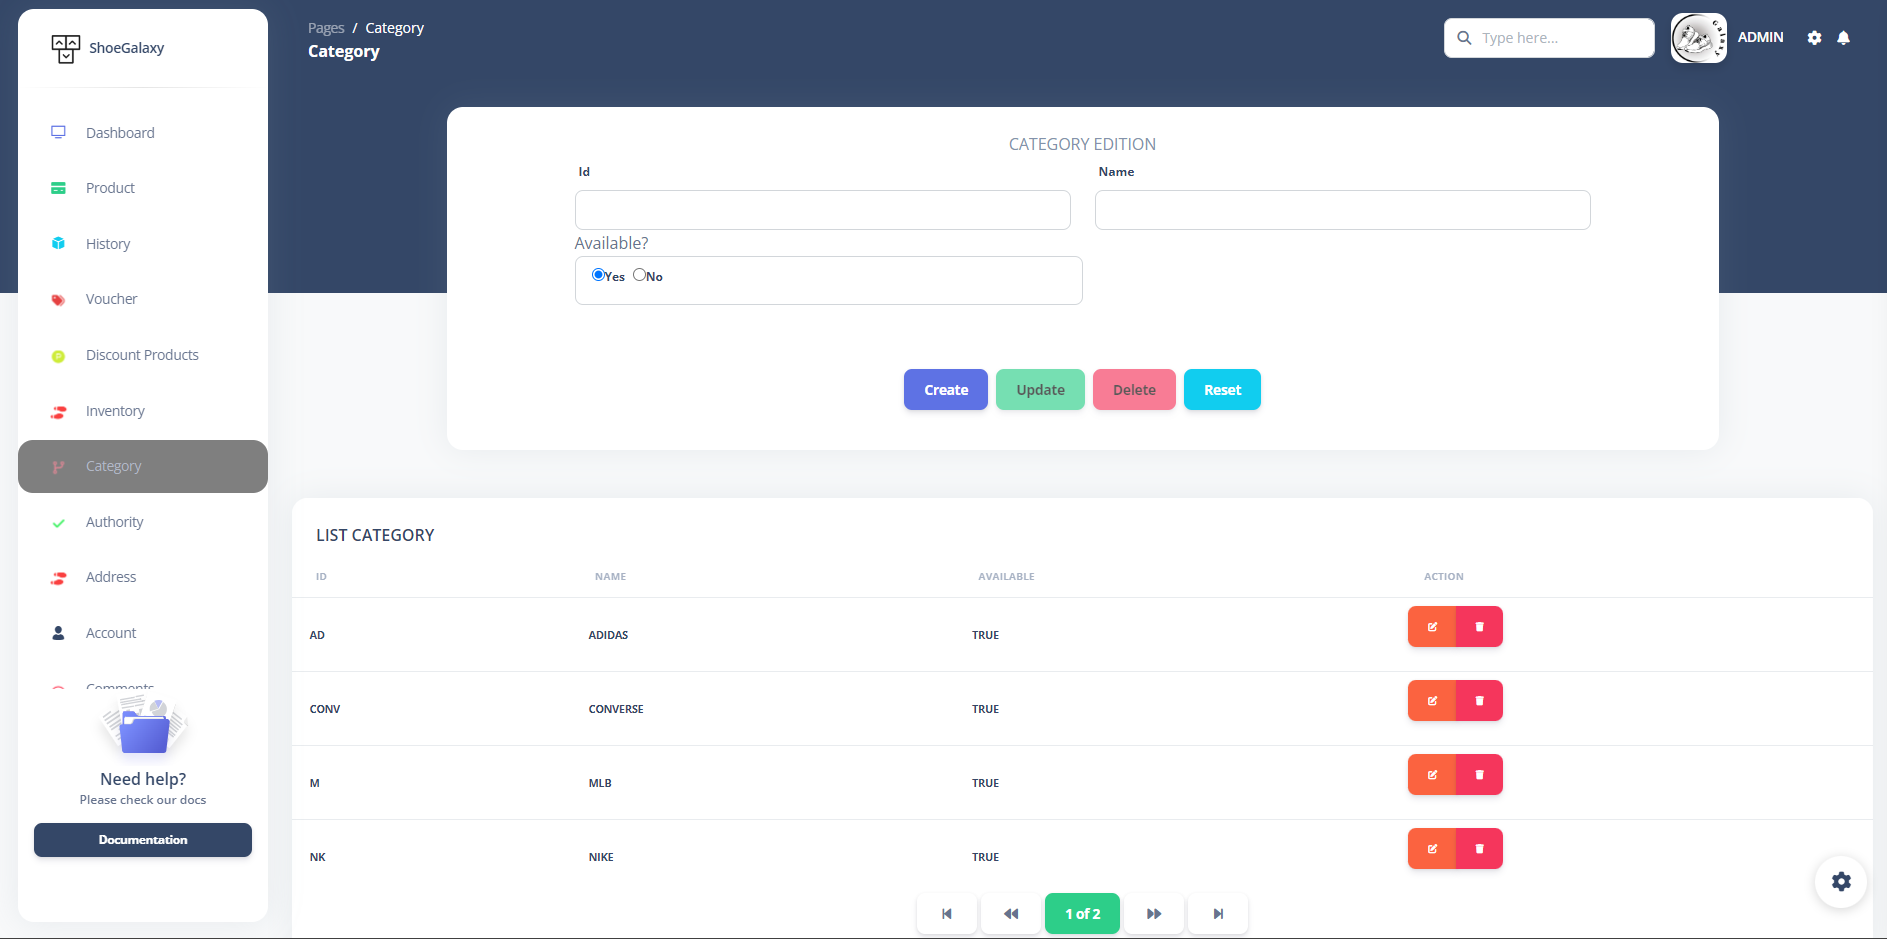 ShoeGalaxy
Dashboard
Product
History
Voucher
Discount Products
Inventory
Category
Authority
Address
Account
Comments
Need help?
Please check our docs
Documentation
Pages / Category
Category
Type here...
ADMIN
CATEGORY EDITION
Id Name
Available?
Yes No
Create Update Delete Reset
LIST CATEGORY
ID NAME AVAILABLE ACTION
AD ADIDAS TRUE
CONV CONVERSE TRUE
M MLB TRUE
NK NIKE TRUE
1 of 2